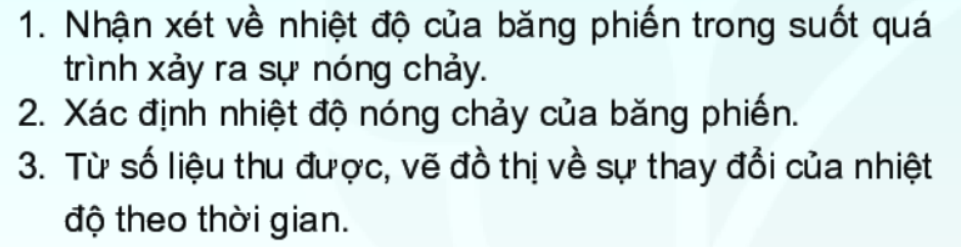 1. Nhận xét về nhiệt độ của băng phiến trong suốt quá
trình xảy ra sự nóng chảy.
2. Xác định nhiệt độ nóng chảy của băng phiến.
3. Từ số liệu thu được, vẽ đồ thị về sự thay đổi của nhiệt
độ theo thời gian.